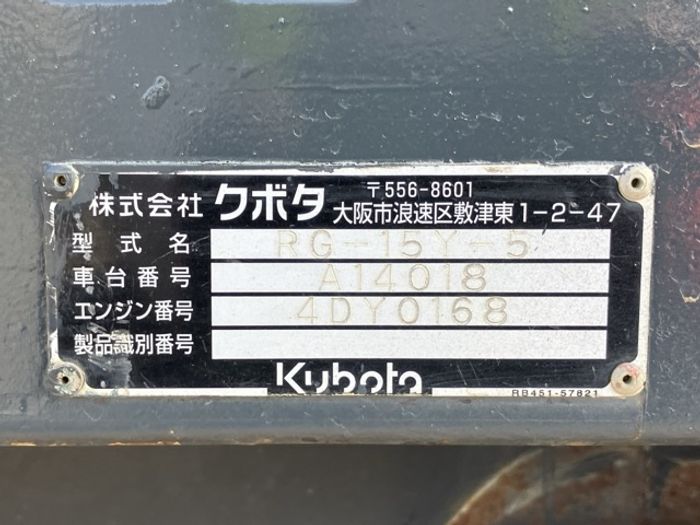 株式会社 クボタ 〒556-8601
大阪市浪速区敷津東1-2-47
型式名 RG-15Y-5
車台番号 A14018
エンジン番号 4DY0168
製品識別番号
Kubota
RB451-57821